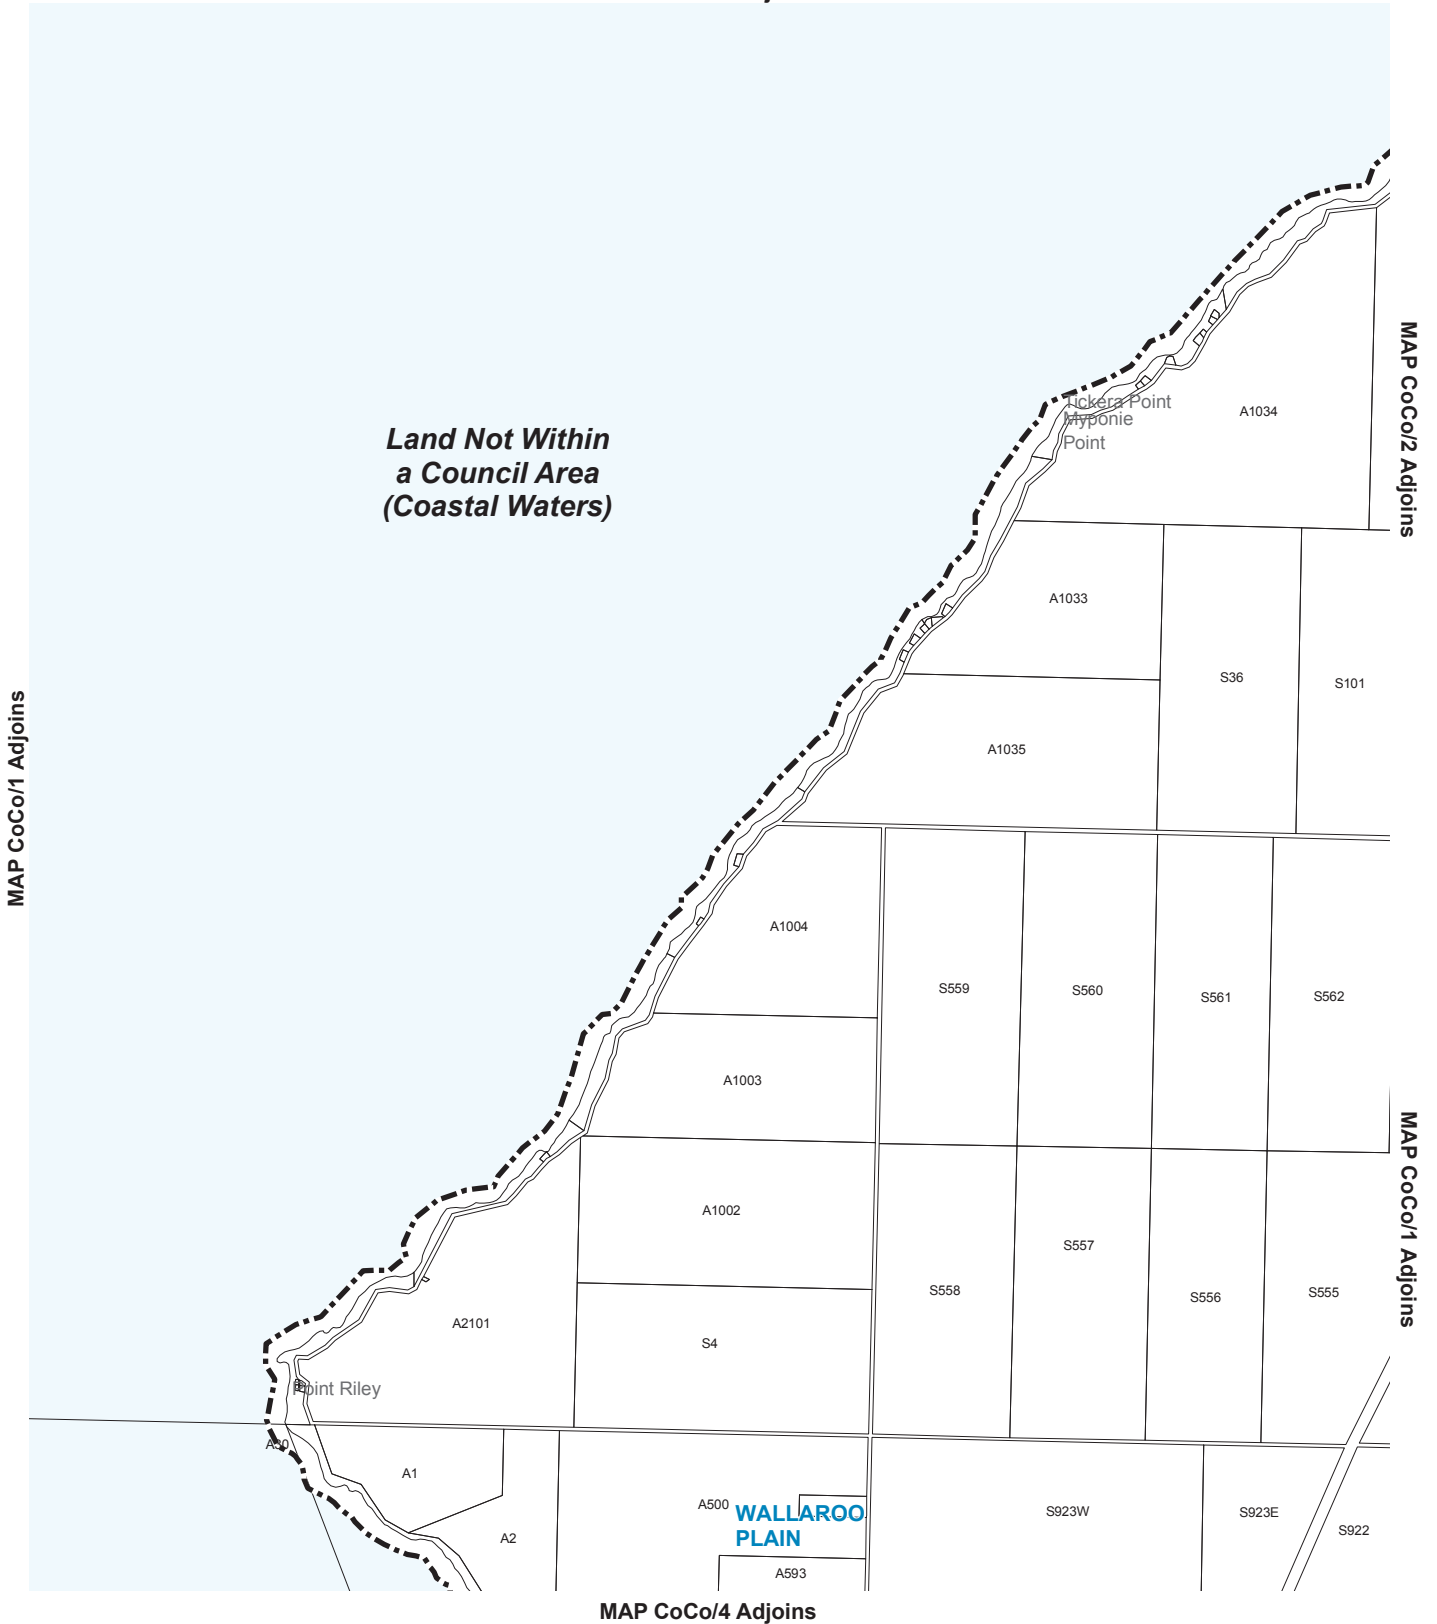 Land Not Within
a Council Area
(Coastal Waters)
MAP CoCo/2 Adjoins
Tickera Point
Myponie
Point
A1034
A1033
S36
S101
MAP CoCo/1 Adjoins
A1035
A1004
S559
S560
S561
S562
A1003
MAP CoCo/1 Adjoins
A1002
S557
S558
S556
S555
A2101
S4
Point Riley
A30
A1
A500
WALLAROO
PLAIN
S923W
S923E
S922
A2
A593
MAP CoCo/4 Adjoins